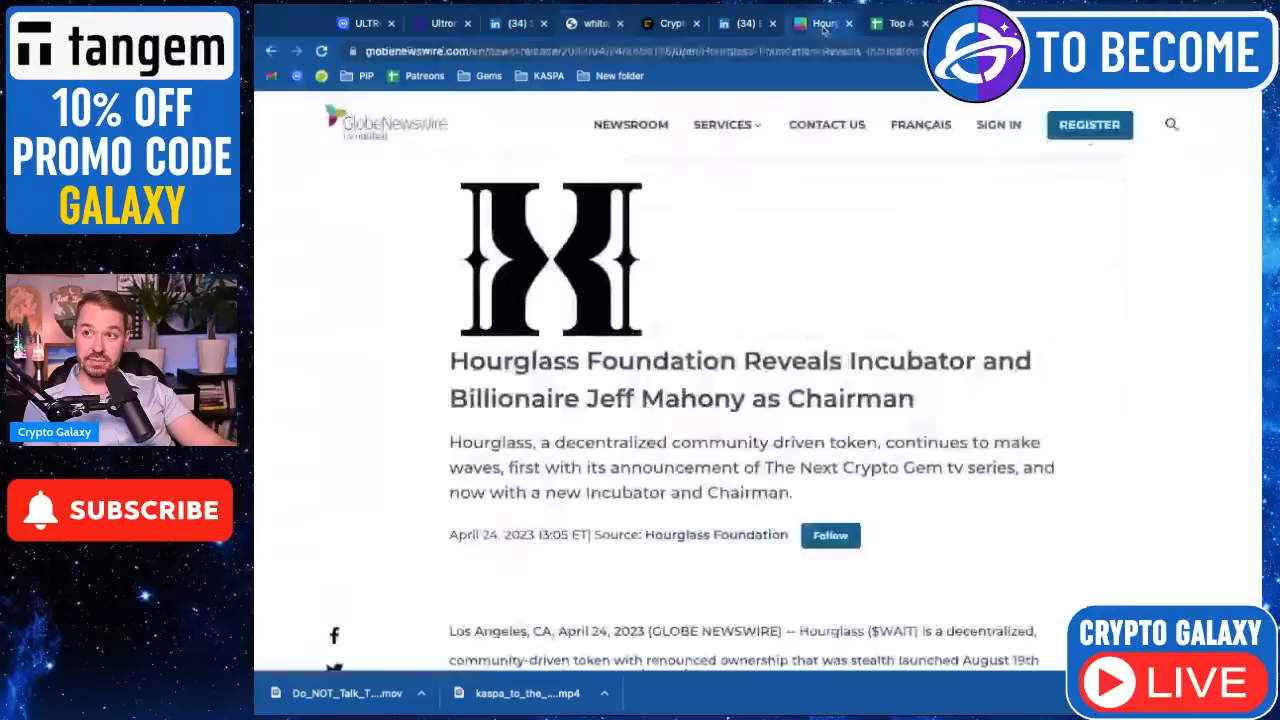 tangem
10% OFF
PROMO CODE
GALAXY
Crypto Galaxy
SUBSCRIBE
ULTR
Ultro
(34)
white
Crypt
(34)
Hourg
Top A
TO BECOME
PIP
Patreons
Gems
KASPA
New folder
GlobeNewswire
NEWSROOM
SERVICES
CONTACT US
FRANÇAIS
SIGN IN
REGISTER
Hourglass Foundation Reveals Incubator and
Billionaire Jeff Mahony as Chairman
Hourglass, a decentralized community driven token, continues to make
waves, first with its announcement of The Next Crypto Gem tv series, and
now with a new Incubator and Chairman.
April 24, 2023 13:05 ET| Source: Hourglass Foundation
Follow
Los Angeles, CA, April 24, 2023 (GLOBE NEWSWIRE) -- Hourglass ($WAIT) is a decentralized,
community-driven token with renounced ownership that was stealth launched August 19th
Do_NOT_Talk_T....mov
kaspa_to_the_....mp4
CRYPTO GALAXY
LIVE